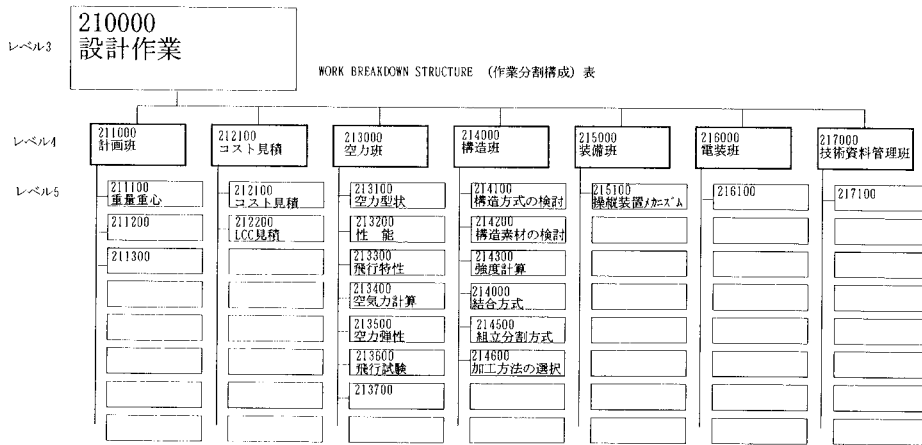 レベル3
210000
設計作業
WORK BREAKDOWN STRUCTURE (作業分割構成) 表
レベル4
211000
計画班
212100
コスト見積
213000
空力班
214000
構造班
215000
装備班
216000
電装班
217000
技術資料管理班
レベル5
211100
重量重心
211200
211300
212100
コスト見積
212200
LCC見積
213100
空力型状
213200
性 能
213300
飛行特性
213400
空気力計算
213500
空力弾性
213600
飛行試験
213700
214100
構造方式の検討
214200
構造素材の検討
214300
強度計算
214000
結合方式
214500
組立分割方式
214600
加工方法の選択
215100
操縦装置メカニズム
216100
217100